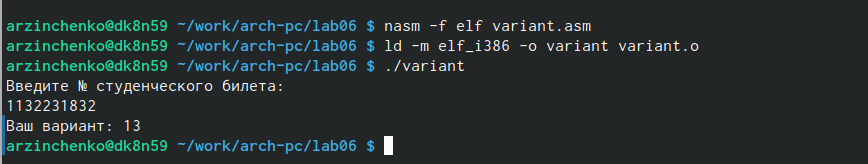 arzinchenko@dk8n59 ~/work/arch-pc/lab06 $ nasm -f elf variant.asm
arzinchenko@dk8n59 ~/work/arch-pc/lab06 $ ld -m elf_i386 -o variant variant.o
arzinchenko@dk8n59 ~/work/arch-pc/lab06 $ ./variant
Введите № студенческого билета:
1132231832
Ваш вариант: 13
arzinchenko@dk8n59 ~/work/arch-pc/lab06 $